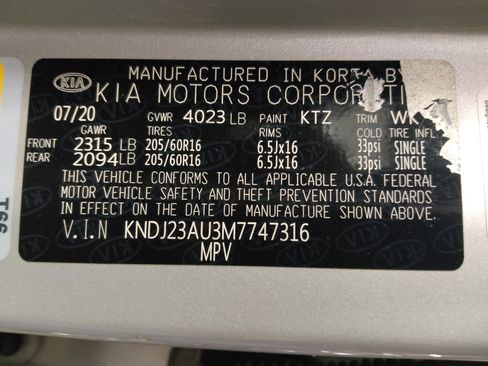 MANUFACTURED IN KOREA BY
KIA KIA MOTORS CORPORATI
07/20 GVWR 4023 LB PAINT KTZ TRIM WK
GAWR TIRES RIMS COLD TIRE INFL.
FRONT 2315 LB 205/60R16 6.5Jx16 33psi SINGLE
REAR 2094LB 205/60R16 6.5Jx16 33psi SINGLE
THIS VEHICLE CONFORMS TO ALL APPLICABLE U.S.A. FEDERAL
MOTOR VEHICLE SAFETY AND THEFT PREVENTION STANDARDS
IN EFFECT ON THE DATE OF MANUFACTURE SHOWN ABOVE.
V.I.N KNDJ23AU3M7747316
MPV